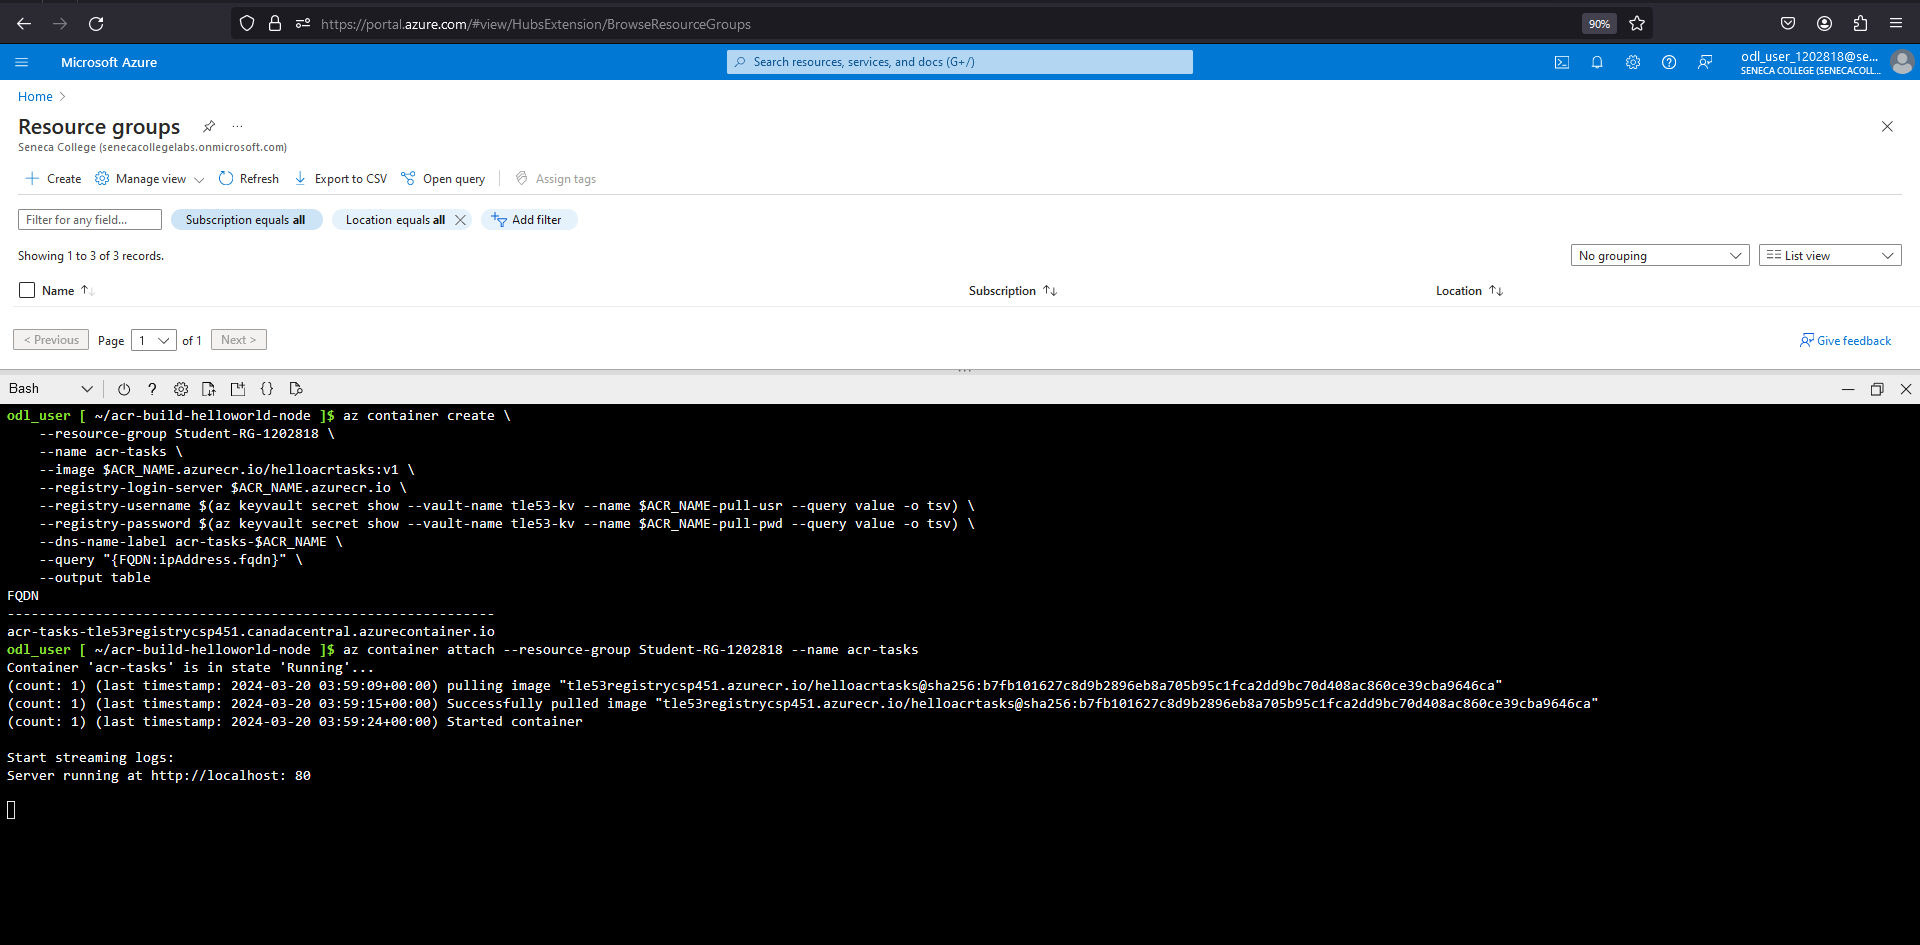 https://portal.azure.com/#view/HubsExtension/BrowseResourceGroups
90%
Microsoft Azure
Search resources, services, and docs (G+/)
odl_user_1202818@se...
SENECA COLLEGE (SENECACOLL...
Home
Resource groups
...
Seneca College (senecacollegelabs.onmicrosoft.com)
Create
Manage view
Refresh
Export to CSV
Open query
Assign tags
Filter for any field...
Subscription equals all
Location equals all
Add filter
Showing 1 to 3 of 3 records.
No grouping
List view
Name
Subscription
Location
< Previous
Page
1
of 1
Next >
Give feedback
Bash
odl_user [ ~/acr-build-helloworld-node ]$ az container create \
--resource-group Student-RG-1202818 \
--name acr-tasks \
--image $ACR_NAME.azurecr.io/helloacrtasks:v1 \
--registry-login-server $ACR_NAME.azurecr.io \
--registry-username $(az keyvault secret show --vault-name tle53-kv --name $ACR_NAME-pull-usr --query value -o tsv) \
--registry-password $(az keyvault secret show --vault-name tle53-kv --name $ACR_NAME-pull-pwd --query value -o tsv) \
--dns-name-label acr-tasks-$ACR_NAME \
--query "{FQDN:ipAddress.fqdn}" \
--output table
FQDN
-------------------------------------------------------------
acr-tasks-tle53registrycsp451.canadacentral.azurecontainer.io
odl_user [ ~/acr-build-helloworld-node ]$ az container attach --resource-group Student-RG-1202818 --name acr-tasks
Container 'acr-tasks' is in state 'Running'...
(count: 1) (last timestamp: 2024-03-20 03:59:09+00:00) pulling image "tle53registrycsp451.azurecr.io/helloacrtasks@sha256:b7fb101627c8d9b2896eb8a705b95c1fca2dd9bc70d408ac860ce39cba9646ca"
(count: 1) (last timestamp: 2024-03-20 03:59:15+00:00) Successfully pulled image "tle53registrycsp451.azurecr.io/helloacrtasks@sha256:b7fb101627c8d9b2896eb8a705b95c1fca2dd9bc70d408ac860ce39cba9646ca"
(count: 1) (last timestamp: 2024-03-20 03:59:24+00:00) Started container
Start streaming logs:
Server running at http://localhost: 80